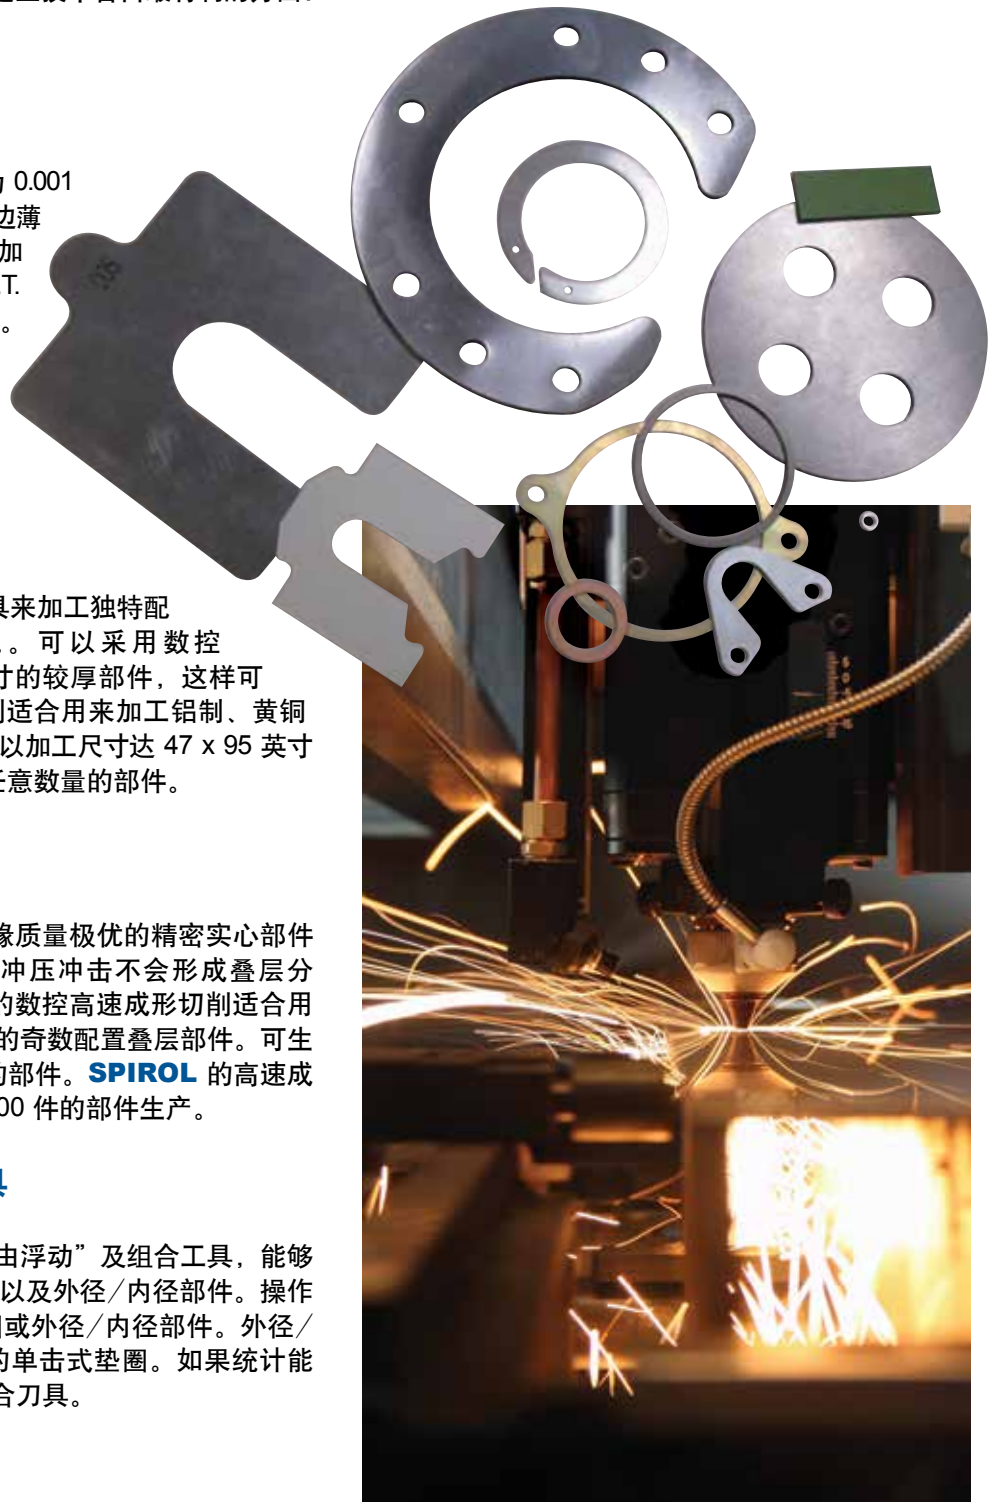 0.001
边薄
加
T.
。
具来加工独特配
。可以采用数控
寸的较厚部件，这样可
适合用来加工铝制、黄铜
以加工尺寸达 47 x 95 英寸
任意数量的部件。
缘质量极优的精密实心部件
冲压冲击不会形成叠层分
的数控高速成形切削适合用
的奇数配置叠层部件。可生
的部件。SPIROL 的高速成
00 件的部件生产。
具
由浮动”及组合工具，能够
以及外径/内径部件。操作
或外径/内径部件。外径/
的单击式垫圈。如果统计能
合刀具。
005